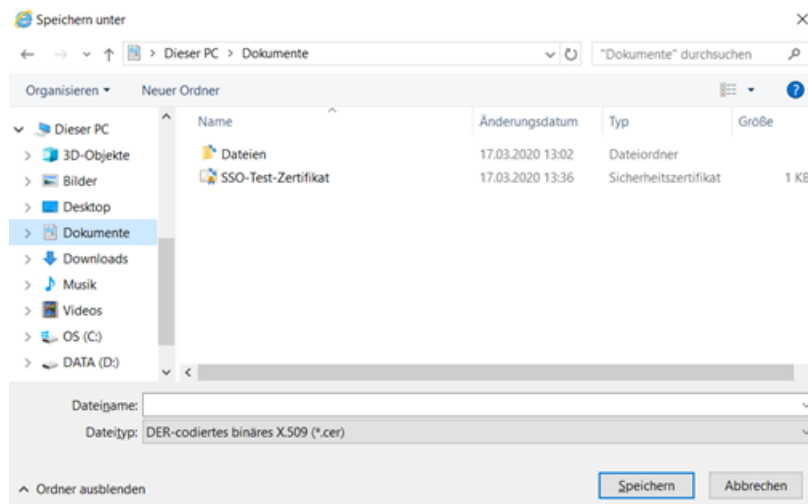 Speichern unter
Dieser PC > Dokumente
"Dokumente" durchsuchen
Organisieren
Neuer Ordner
Name Änderungsdatum Typ Größe
Dateien 17.03.2020 13:02 Dateiordner
SSO-Test-Zertifikat 17.03.2020 13:36 Sicherheitszertifikat 1 KB
Dieser PC
3D-Objekte
Bilder
Desktop
Dokumente
Downloads
Musik
Videos
OS (C:)
DATA (D:)
Dateiname:
Dateityp: DER-codiertes binäres X.509 (*.cer)
Ordner ausblenden
Speichern
Abbrechen